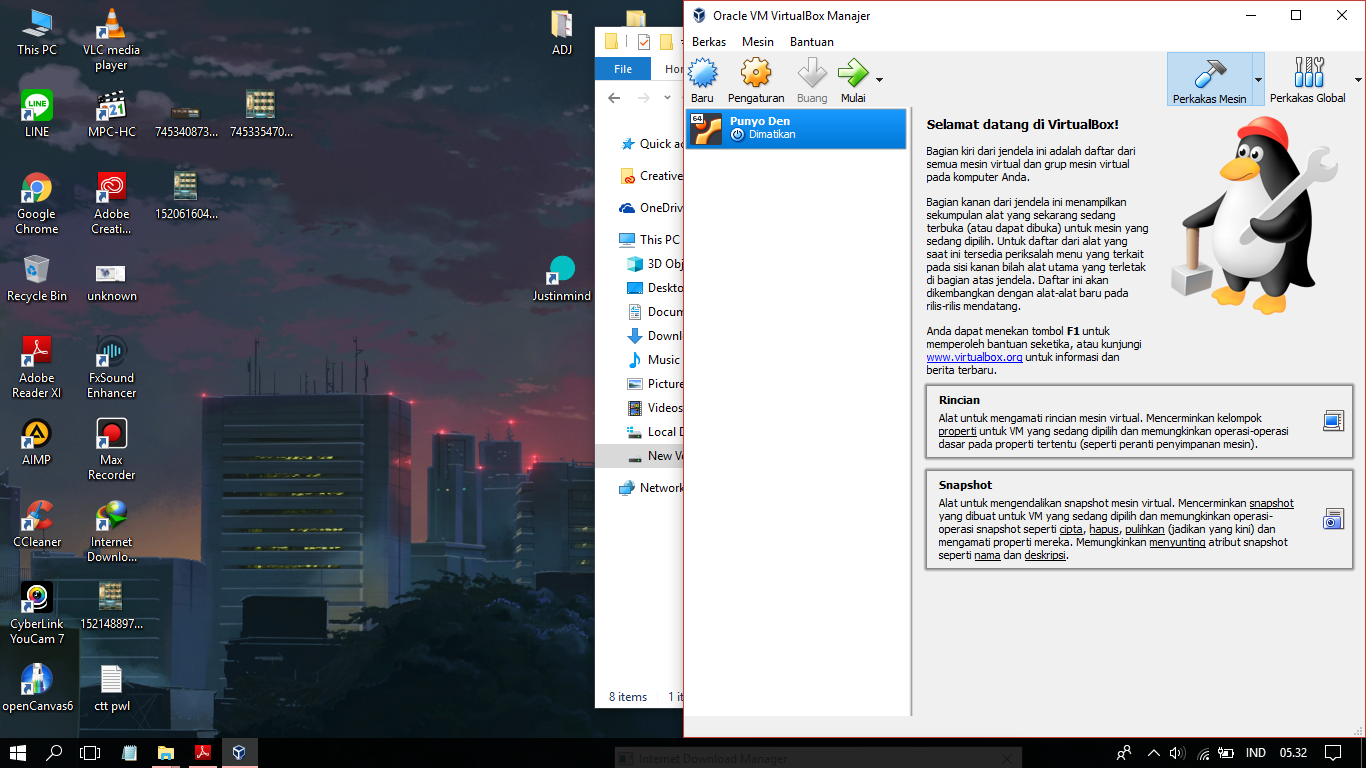 This PC
VLC media
player
ADJ
LINE
MPC-HC
745340873...
745335470...
Google
Chrome
Adobe
Creati...
152061604...
Recycle Bin
unknown
Justinmind
Adobe
Reader XI
FxSound
Enhancer
AIMP
Max
Recorder
CCleaner
Internet
Downlo...
CyberLink
YouCam 7
152148897...
openCanvas6
ctt pwl
File
Hor
Quick ac
Creative
OneDriv
This PC
3D Obj
Deskto
Docum
Downl
Music
Picture
Videos
Local D
New Vo
Network
8 items
1 it
Oracle VM VirtualBox Manajer
Berkas
Mesin
Bantuan
Baru
Pengaturan
Buang
Mulai
Perkakas Mesin
Perkakas Global
64
Punyo Den
Dimatikan
Selamat datang di VirtualBox!
Bagian kiri dari jendela ini adalah daftar dari
semua mesin virtual dan grup mesin virtual
pada komputer Anda.
Bagian kanan dari jendela ini menampilkan
sekumpulan alat yang sekarang sedang
terbuka (atau dapat dibuka) untuk mesin yang
sedang dipilih. Untuk daftar dari alat yang
saat ini tersedia periksalah menu yang terkait
pada sisi kanan bilah alat utama yang terletak
di bagian atas jendela. Daftar ini akan
dikembangkan dengan alat-alat baru pada
rilis-rilis mendatang.
Anda dapat menekan tombol F1 untuk
memperoleh bantuan seketika, atau kunjungi
www.virtualbox.org untuk informasi dan
berita terbaru.
Rincian
Alat untuk mengamati rincian mesin virtual. Mencerminkan kelompok
properti untuk VM yang sedang dipilih dan memungkinkan operasi-operasi
dasar pada properti tertentu (seperti peranti penyimpanan mesin).
Snapshot
Alat untuk mengendalikan snapshot mesin virtual. Mencerminkan snapshot
yang dibuat untuk VM yang sedang dipilih dan memungkinkan operasi-
operasi snapshot seperti cipta, hapus, pulihkan (jadikan yang kini) dan
mengamati properti mereka. Memungkinkan menyunting atribut snapshot
seperti nama dan deskripsi.
Internet Download Manager
IND
05.32